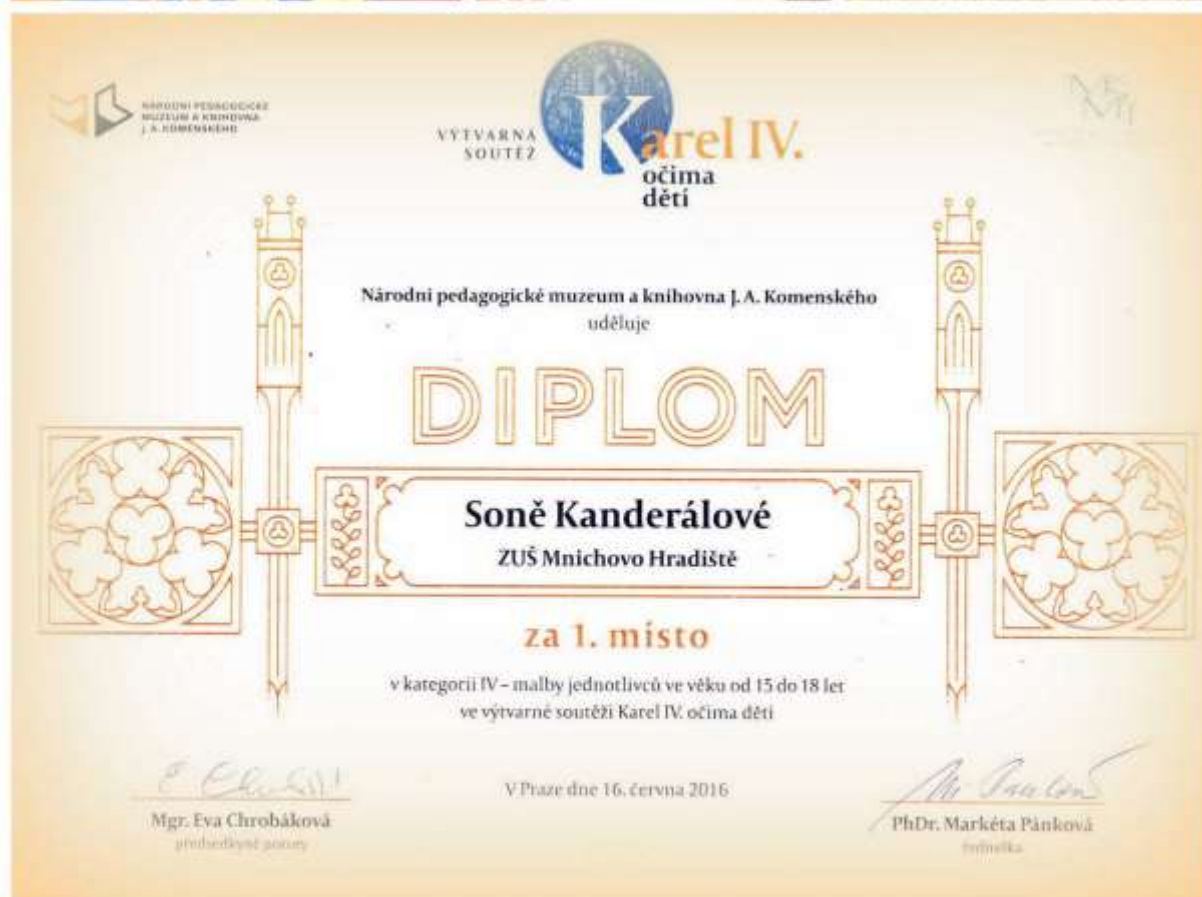 NÁRODNÍ PEDAGOGICKÉ
MUZEUM A KNIHOVNA
J. A. KOMENSKÉHO
VÝTVARNÁ
SOUTĚŽ
Karel IV.
očima
dětí
Národní pedagogické muzeum a knihovna J. A. Komenského
uděluje
DIPLOM
Soně Kanderálové
ZUŠ Mnichovo Hradiště
za 1. místo
v kategorii IV – malby jednotlivců ve věku od 15 do 18 let
ve výtvarné soutěži Karel IV. očima dětí
V Praze dne 16. června 2016
Mgr. Eva Chrobáková
předsedkyně poroty
PhDr. Markéta Pánková
ředitelka